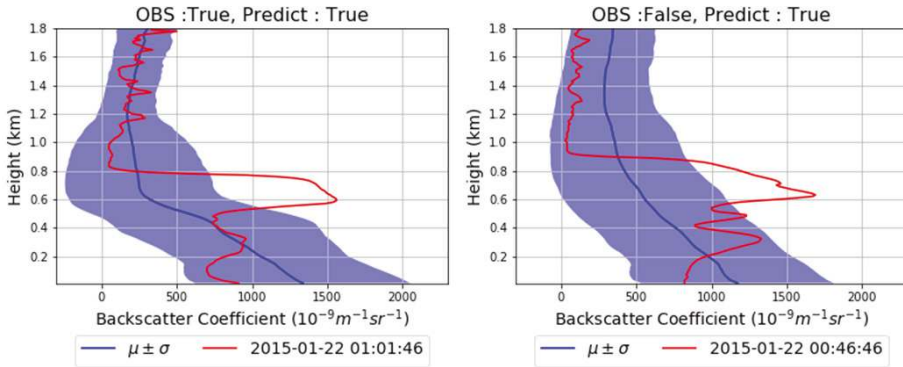 OBS :True, Predict : True
1.8
1.6
1.4
1.2
1.0
0.8
0.6
0.4
0.2
Height (km)
0 500 1000 1500 2000
Backscatter Coefficient (10⁻⁹m⁻¹sr⁻¹)
μ ± σ 2015-01-22 01:01:46
OBS :False, Predict : True
1.8
1.6
1.4
1.2
1.0
0.8
0.6
0.4
0.2
Height (km)
0 500 1000 1500 2000
Backscatter Coefficient (10⁻⁹m⁻¹sr⁻¹)
μ ± σ 2015-01-22 00:46:46